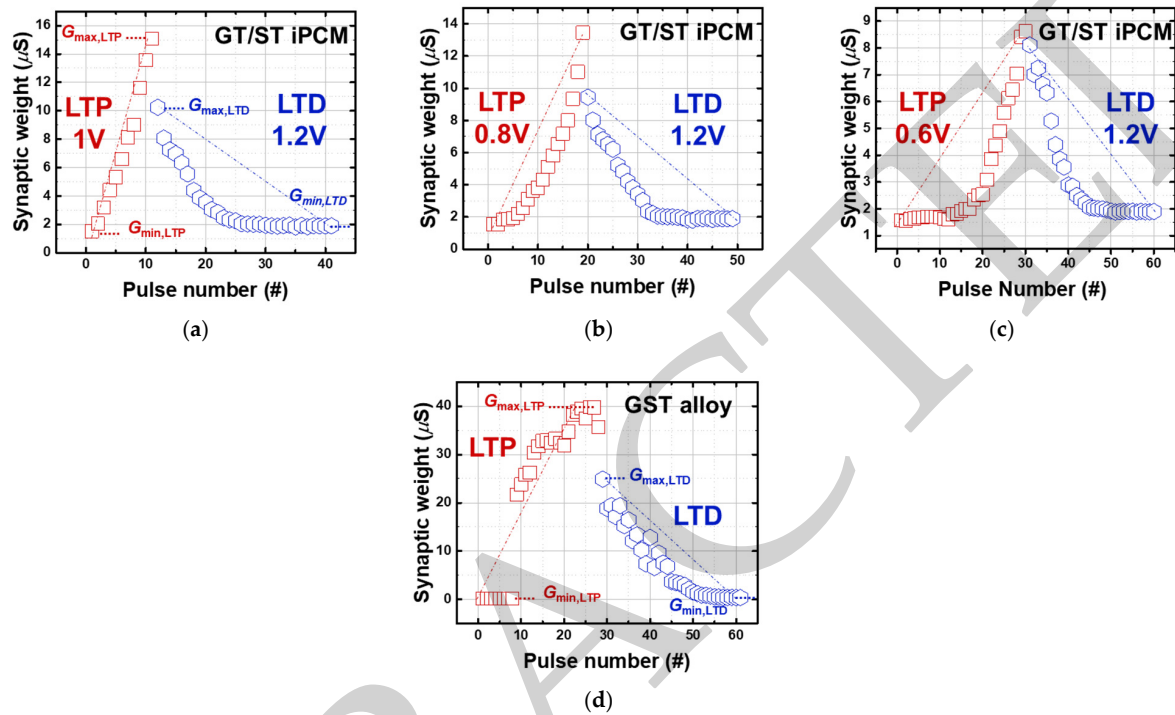 GT/ST iPCM
Synaptic weight (μS)
16
14
12
10
8
6
4
2
0
G_max,LTP
LTP
1V
G_max,LTD
LTD
1.2V
G_min,LTD
G_min,LTP
0 10 20 30 40
Pulse number (#)
(a)
GT/ST iPCM
Synaptic weight (μS)
14
12
10
8
6
4
2
0
LTP
0.8V
LTD
1.2V
0 10 20 30 40 50
Pulse number (#)
(b)
GT/ST iPCM
Synaptic weight (μS)
9
8
7
6
5
4
3
2
1
LTP
0.6V
LTD
1.2V
0 10 20 30 40 50 60
Pulse Number (#)
(c)
GST alloy
Synaptic weight (μS)
40
30
20
10
0
G_max,LTP
LTP
G_max,LTD
LTD
G_min,LTP
G_min,LTD
0 10 20 30 40 50 60
Pulse number (#)
(d)